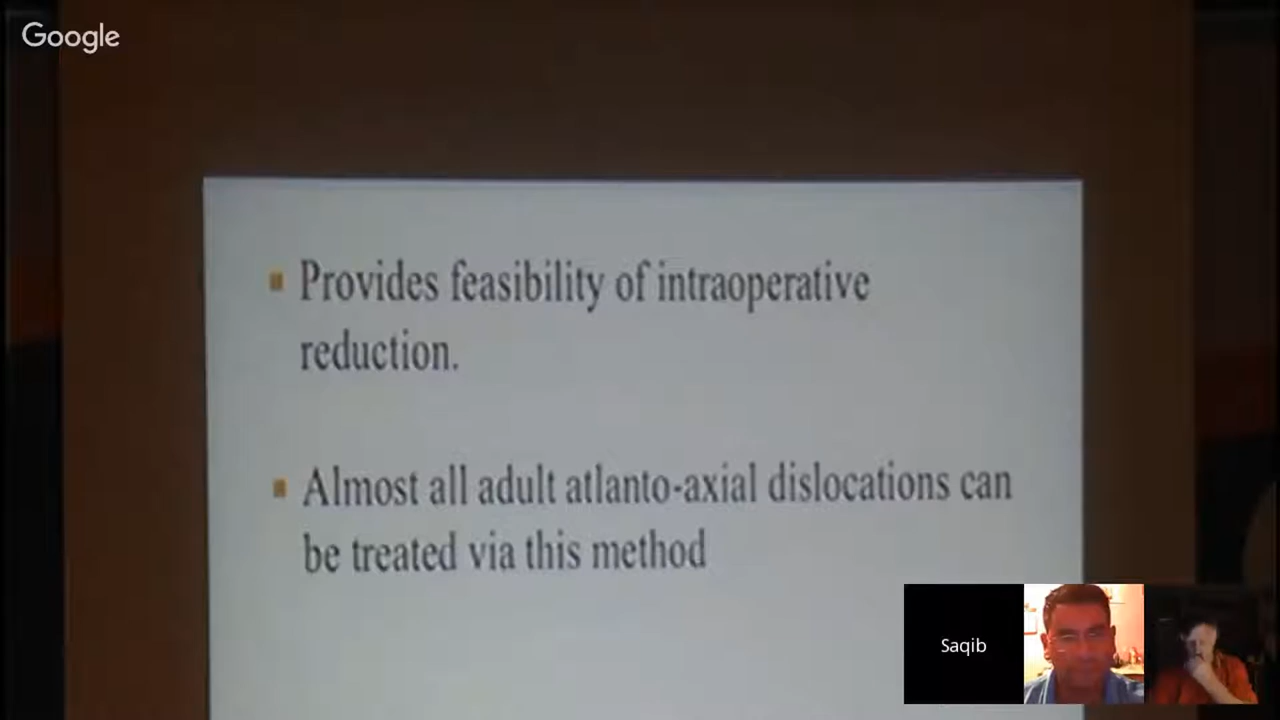 Google
Provides feasibility of intraoperative
reduction.
Almost all adult atlanto-axial dislocations can
be treated via this method
Saqib